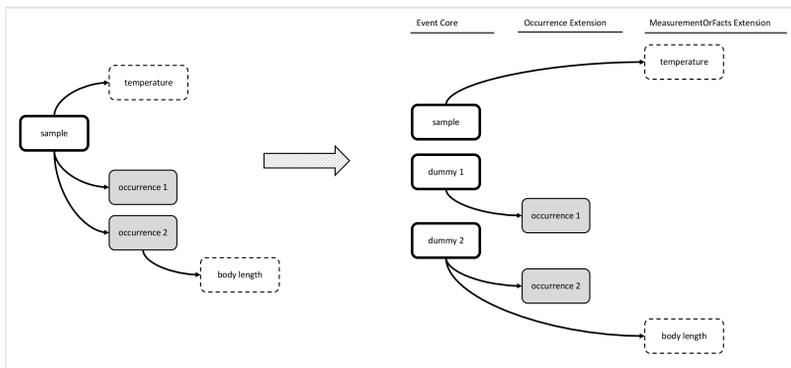 Event Core
Occurrence Extension
MeasurementOrFacts Extension
temperature
sample
occurrence 1
occurrence 2
body length
temperature
sample
dummy 1
occurrence 1
dummy 2
occurrence 2
body length